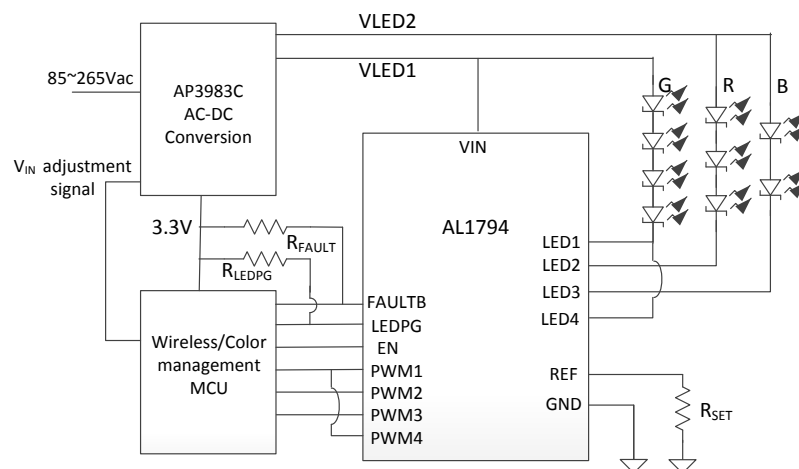 VLED2
VLED1
85~265Vac
AP3983C
AC-DC
Conversion
G
R
B
VIN
VIN adjustment
signal
3.3V
RFAULT
RLEDPG
AL1794
LED1
LED2
LED3
LED4
FAULTB
LEDPG
EN
PWM1
PWM2
PWM3
PWM4
Wireless/Color
management
MCU
REF
GND
RSET